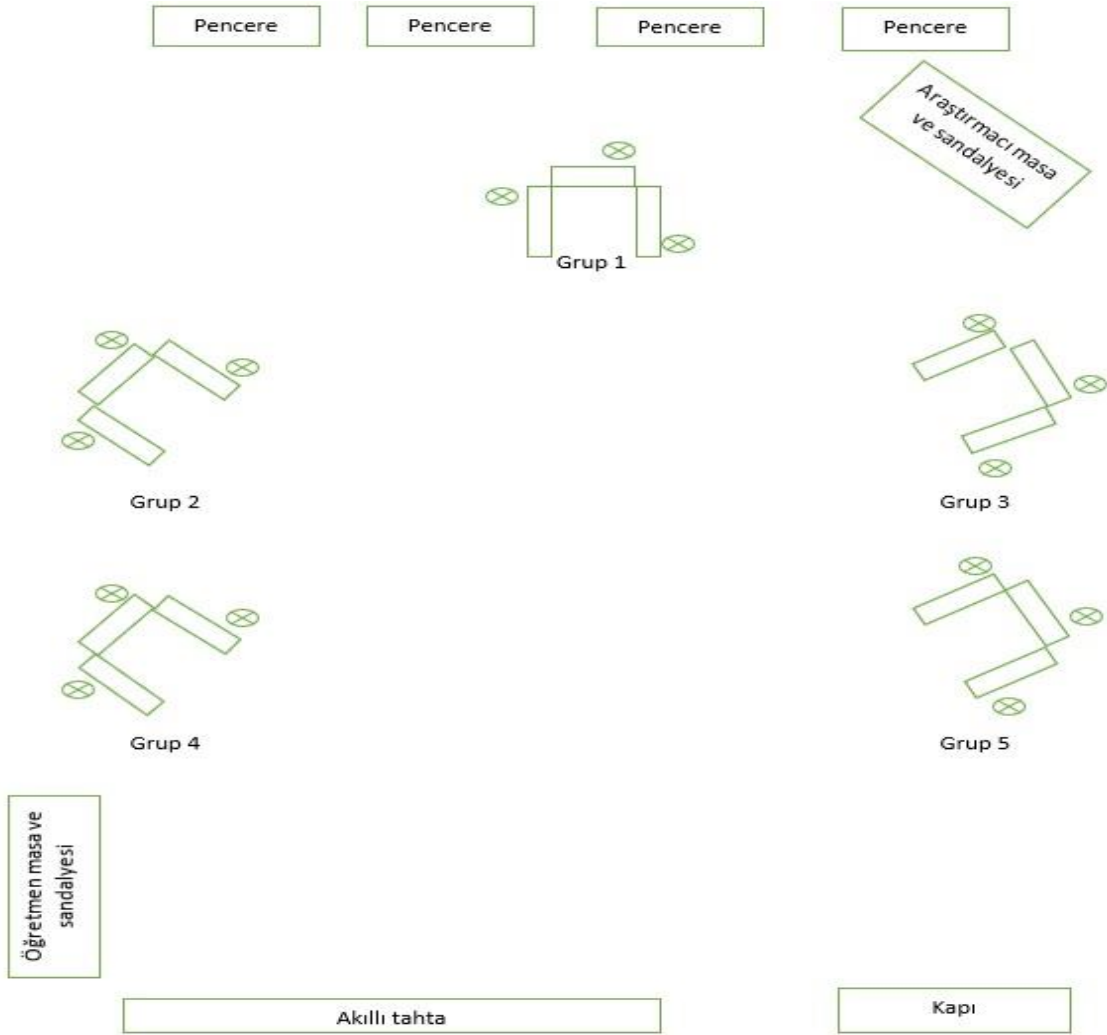 Pencere
Pencere
Pencere
Pencere
Araştırmacı masa
ve sandalyesi
Grup 1
Grup 2
Grup 3
Grup 4
Grup 5
Öğretmen masa ve
sandalyesi
Akıllı tahta
Kapı